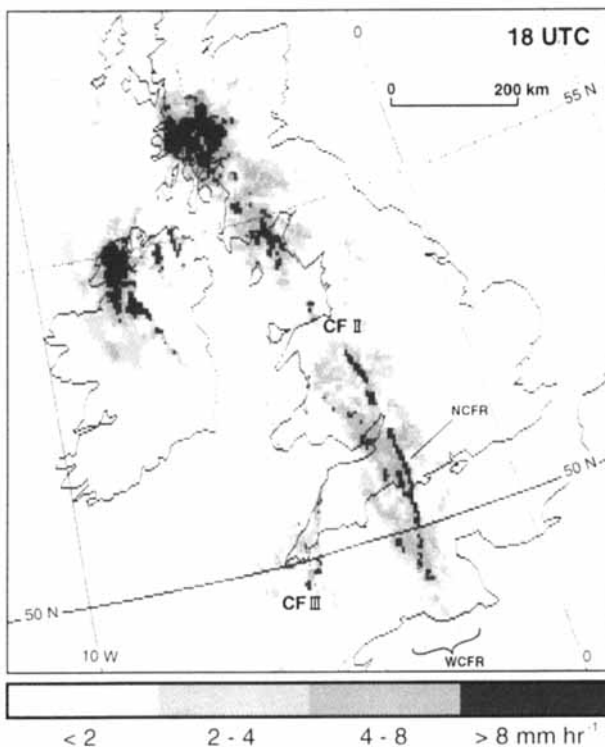 0
18 UTC
0 200 km
55 N
CF II
NCFR
50 N
CF III
50 N
10 W
WCFR
0
< 2 2 - 4 4 - 8 > 8 mm hr⁻¹